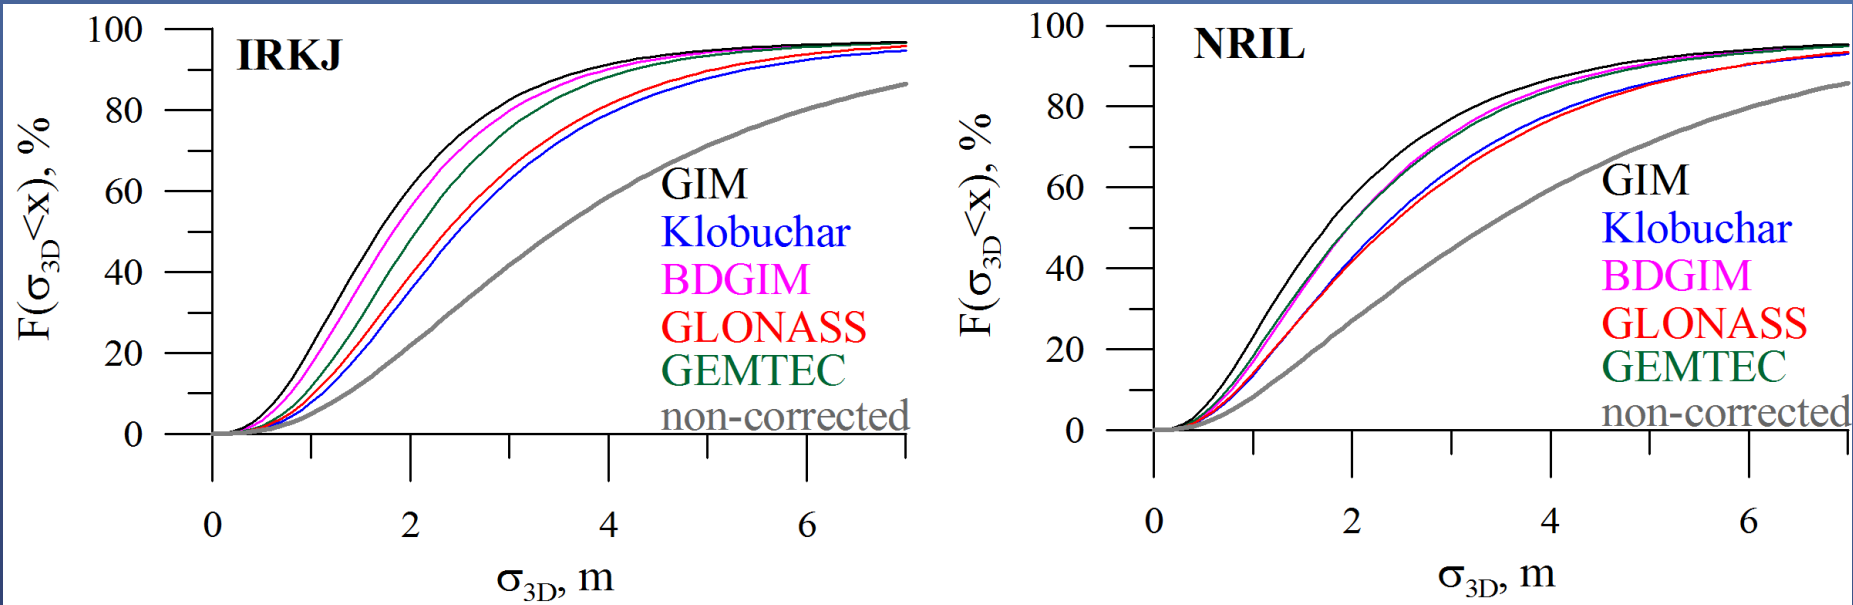 IRKJ
F(σ3D<x), %
100
80
60
40
20
0
GIM
Klobuchar
BDGIM
GLONASS
GEMTEC
non-corrected
0 2 4 6
σ3D, m
NRIL
F(σ3D<x), %
100
80
60
40
20
0
GIM
Klobuchar
BDGIM
GLONASS
GEMTEC
non-corrected
0 2 4 6
σ3D, m